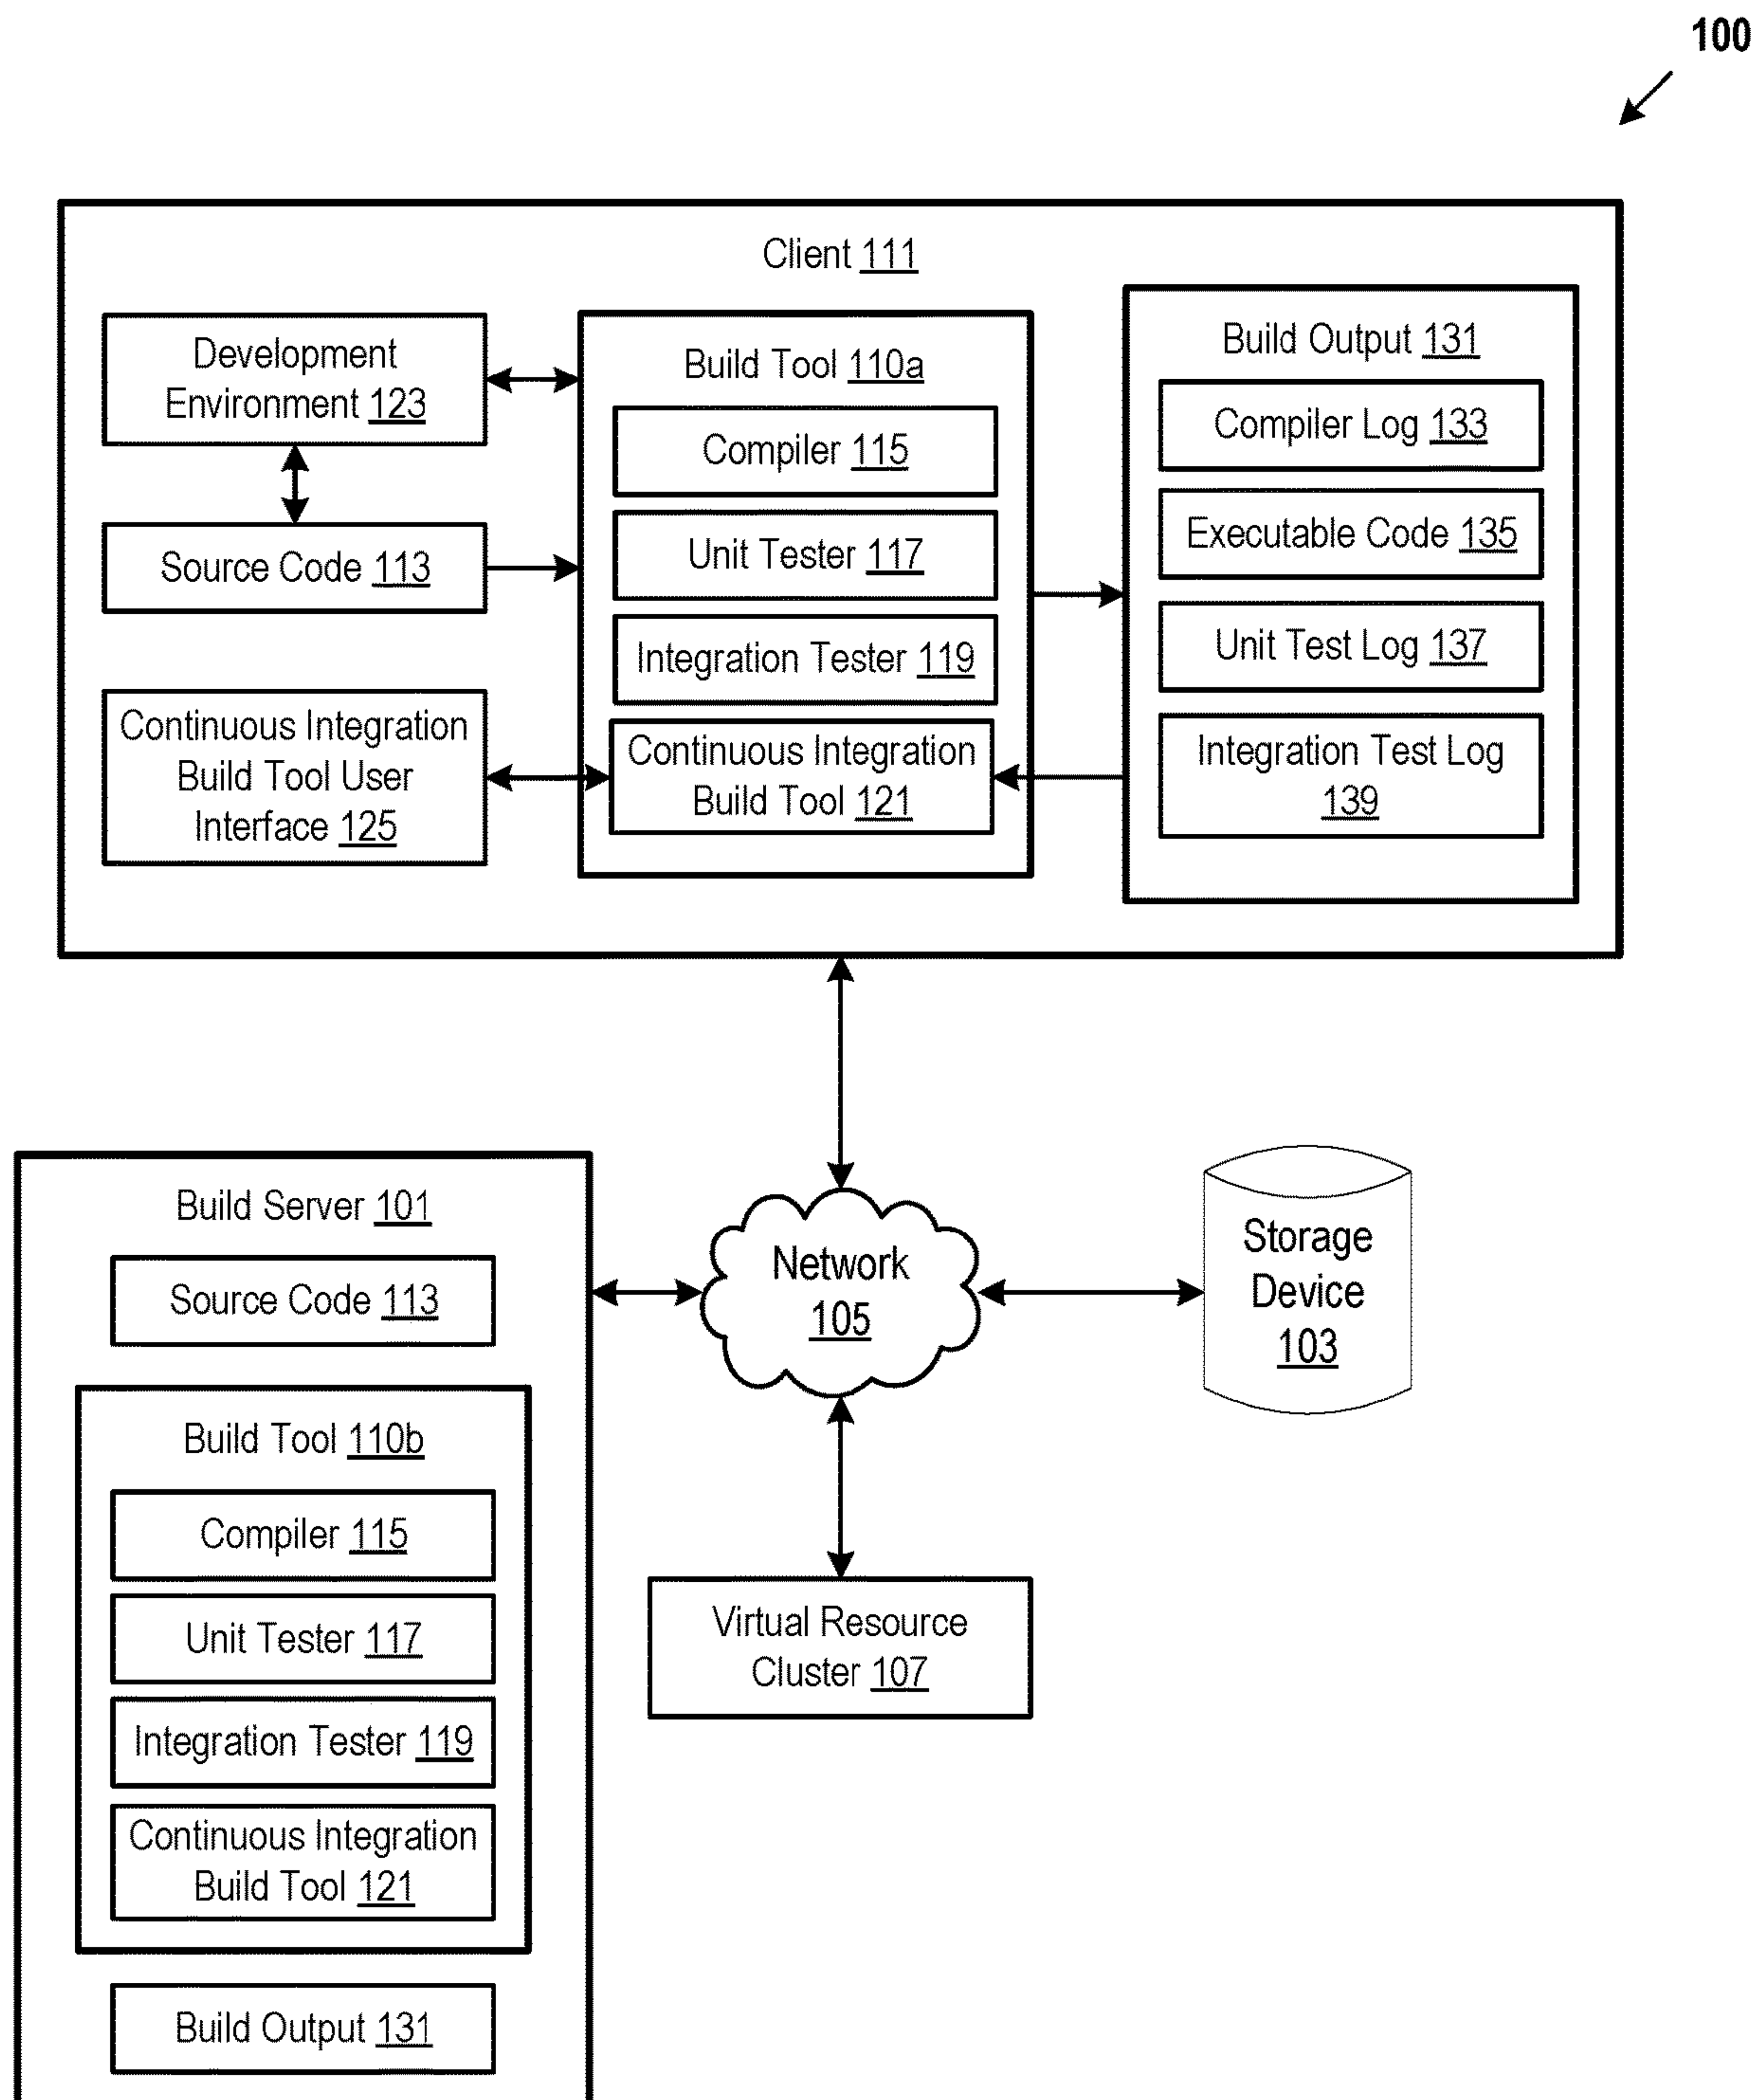 100
Client 111
Development
Environment 123
Source Code 113
Continuous Integration
Build Tool User
Interface 125
Build Tool 110a
Compiler 115
Unit Tester 117
Integration Tester 119
Continuous Integration
Build Tool 121
Build Output 131
Compiler Log 133
Executable Code 135
Unit Test Log 137
Integration Test Log
139
Build Server 101
Source Code 113
Build Tool 110b
Compiler 115
Unit Tester 117
Integration Tester 119
Continuous Integration
Build Tool 121
Build Output 131
Network
105
Storage
Device
103
Virtual Resource
Cluster 107